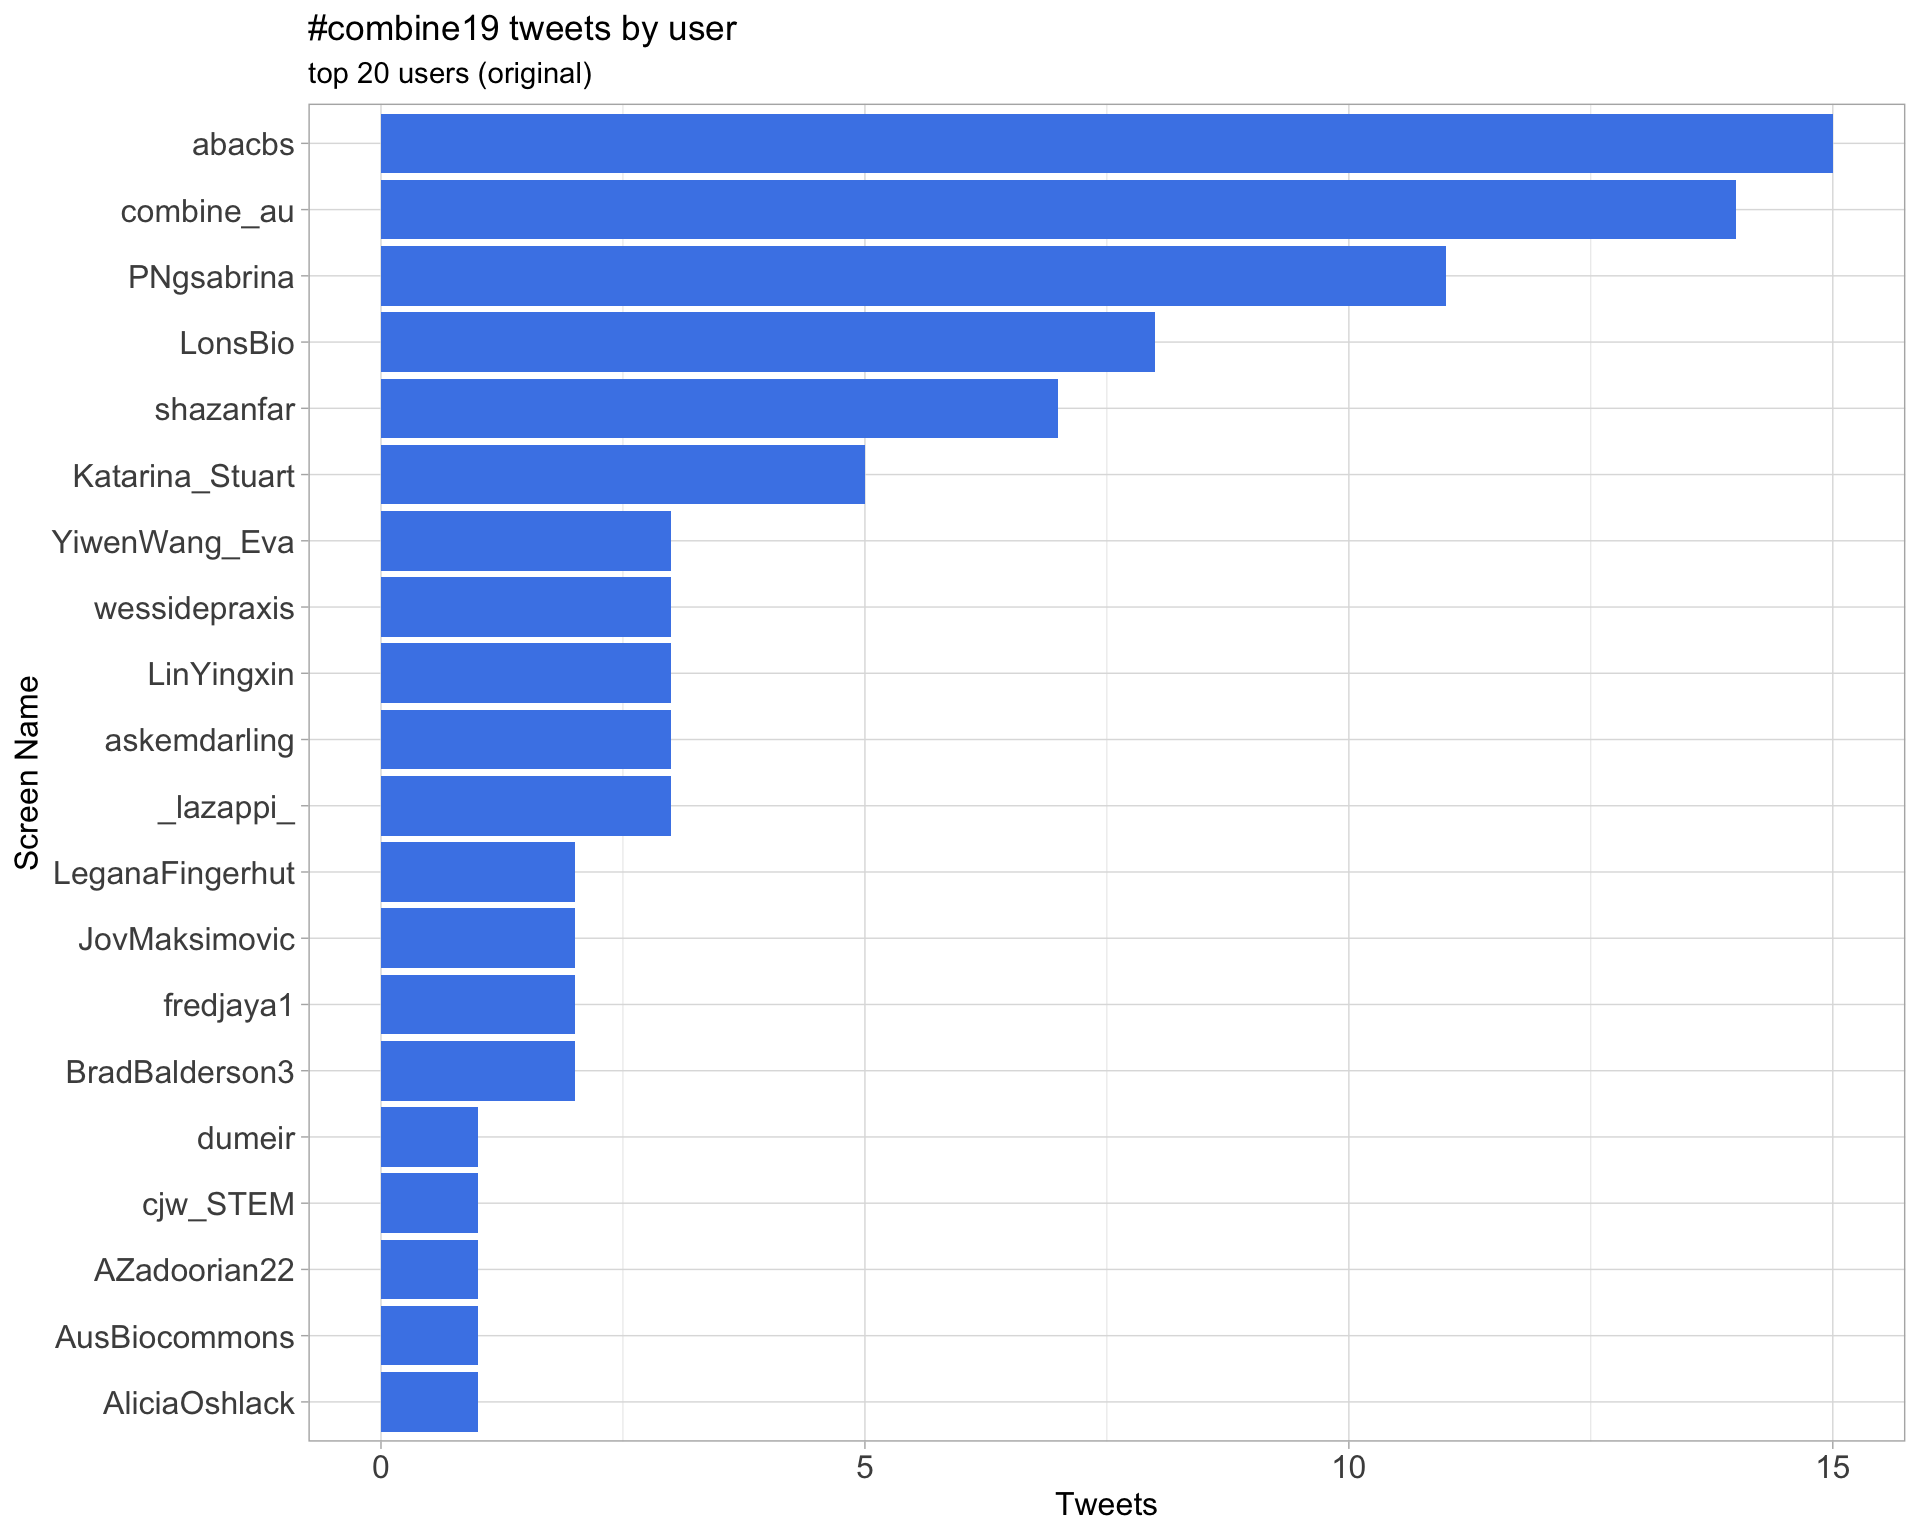 #combine19 tweets by user
top 20 users (original)
abacbs
combine_au
PNgsabrina
LonsBio
shazanfar
Katarina_Stuart
YiwenWang_Eva
wessidepraxis
LinYingxin
askemdarling
_lazappi_
LeganaFingerhut
JovMaksimovic
fredjaya1
BradBalderson3
dumeir
cjw_STEM
AZadoorian22
AusBiocommons
AliciaOshlack
Screen Name
0 5 10 15
Tweets